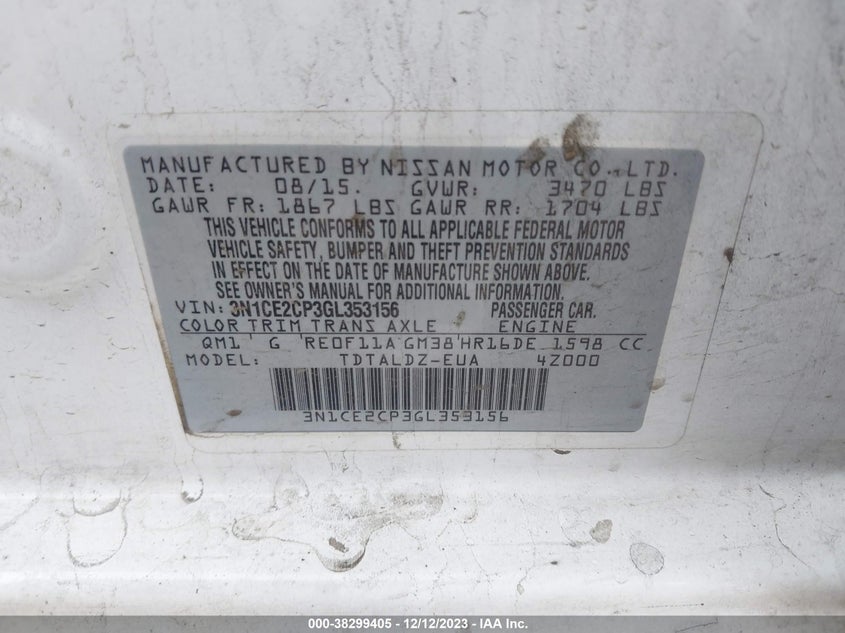 MANUFACTURED BY NISSAN MOTOR CO., LTD.
DATE: 08/15. GVWR: 3470 LBS
GAWR FR: 1867 LBS GAWR RR: 1704 LBS
THIS VEHICLE CONFORMS TO ALL APPLICABLE FEDERAL MOTOR
VEHICLE SAFETY, BUMPER AND THEFT PREVENTION STANDARDS
IN EFFECT ON THE DATE OF MANUFACTURE SHOWN ABOVE.
SEE OWNER'S MANUAL FOR ADDITIONAL INFORMATION.
VIN: 3N1CE2CP3GL353156 PASSENGER CAR.
COLOR TRIM TRANS AXLE ENGINE
QM1 G RE0F11A GM38 HR16DE 1598 CC
MODEL: TDTALDZ-EUA 4Z000
3N1CE2CP3GL353156
000-38299405 - 12/12/2023 - IAA Inc.